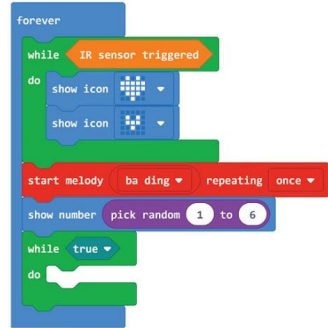 forever
while IR sensor triggered
do
show icon
show icon
start melody ba ding repeating once
show number pick random 1 to 6
while true
do